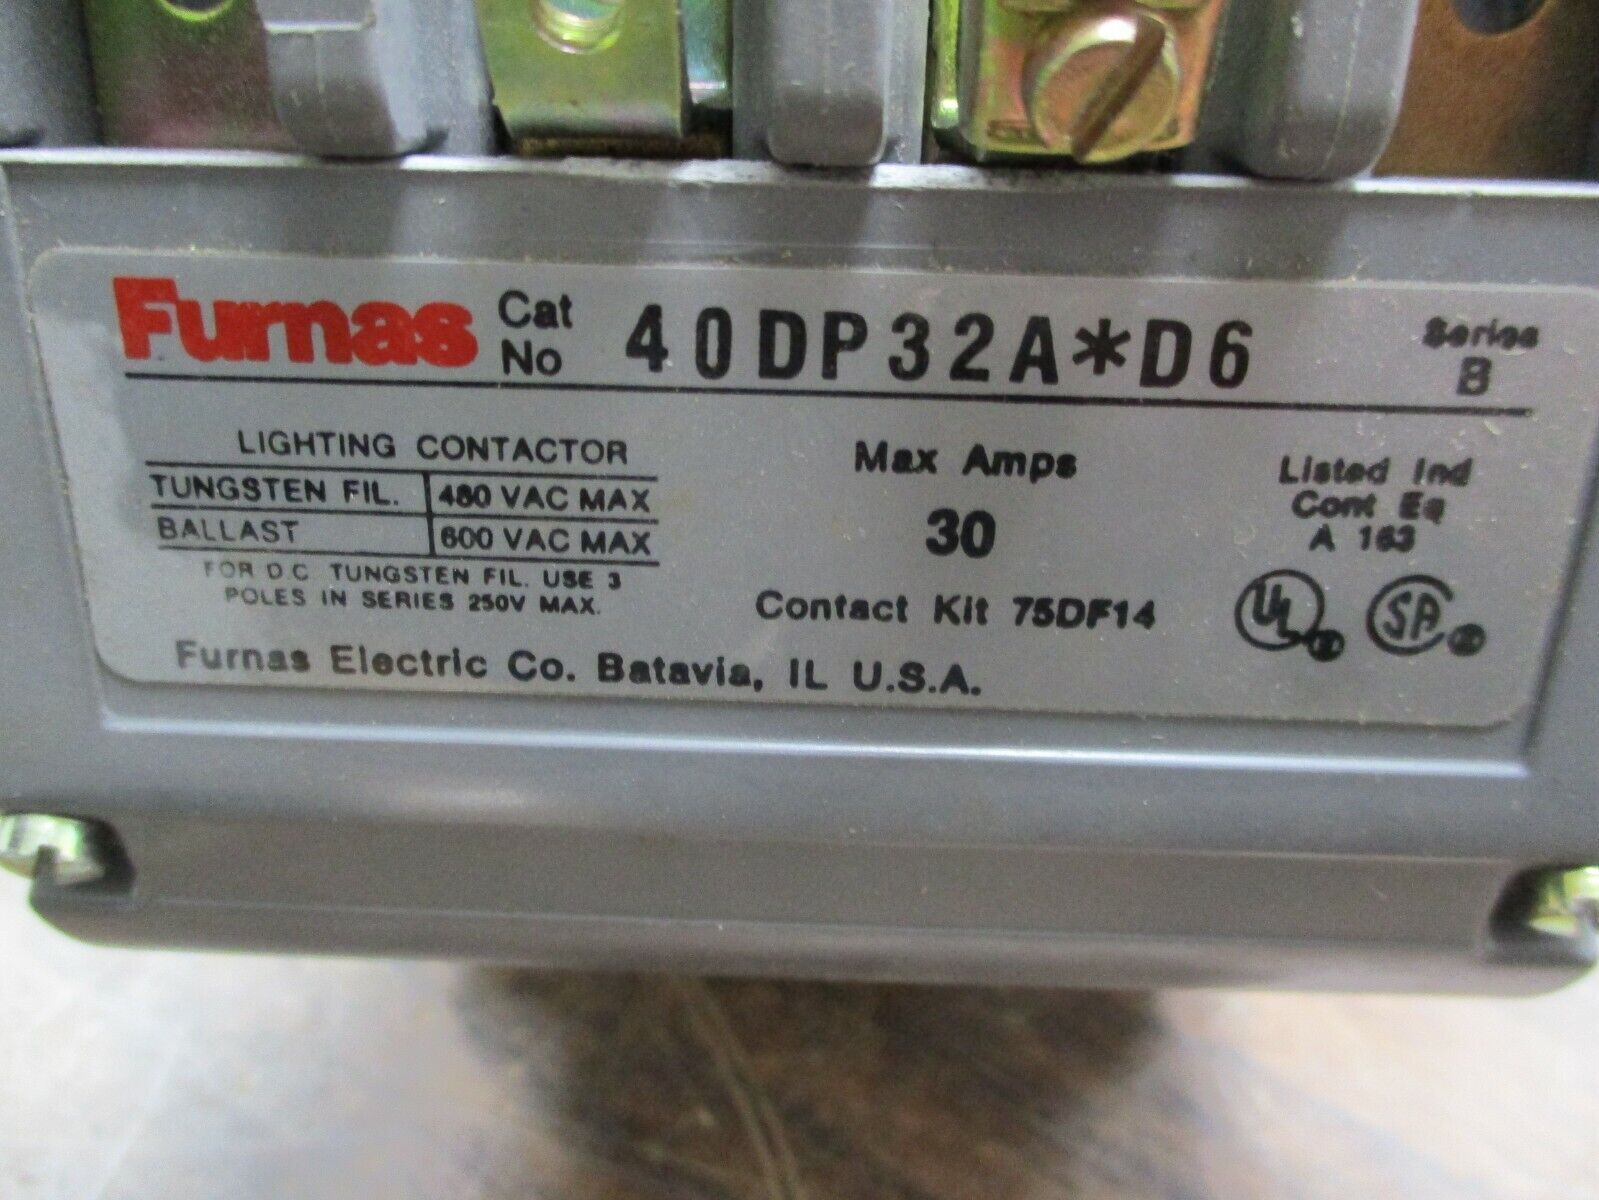 Furnas Cat No 40DP32A*D6 Series B
LIGHTING CONTACTOR
TUNGSTEN FIL. 480 VAC MAX
BALLAST 600 VAC MAX
FOR D.C. TUNGSTEN FIL. USE 3
POLES IN SERIES 250V MAX.
Max Amps
30
Contact Kit 75DF14
Listed Ind
Cont Eq
A 163
UL SA
Furnas Electric Co. Batavia, IL U.S.A.